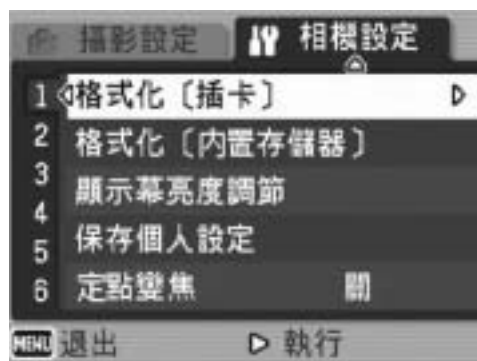 攝影設定 相機設定
1 格式化〔插卡〕
2 格式化〔内置存儲器〕
3 顯示幕亮度調節
4 保存個人設定
5 定點變焦 關
6
MENU 退出 執行